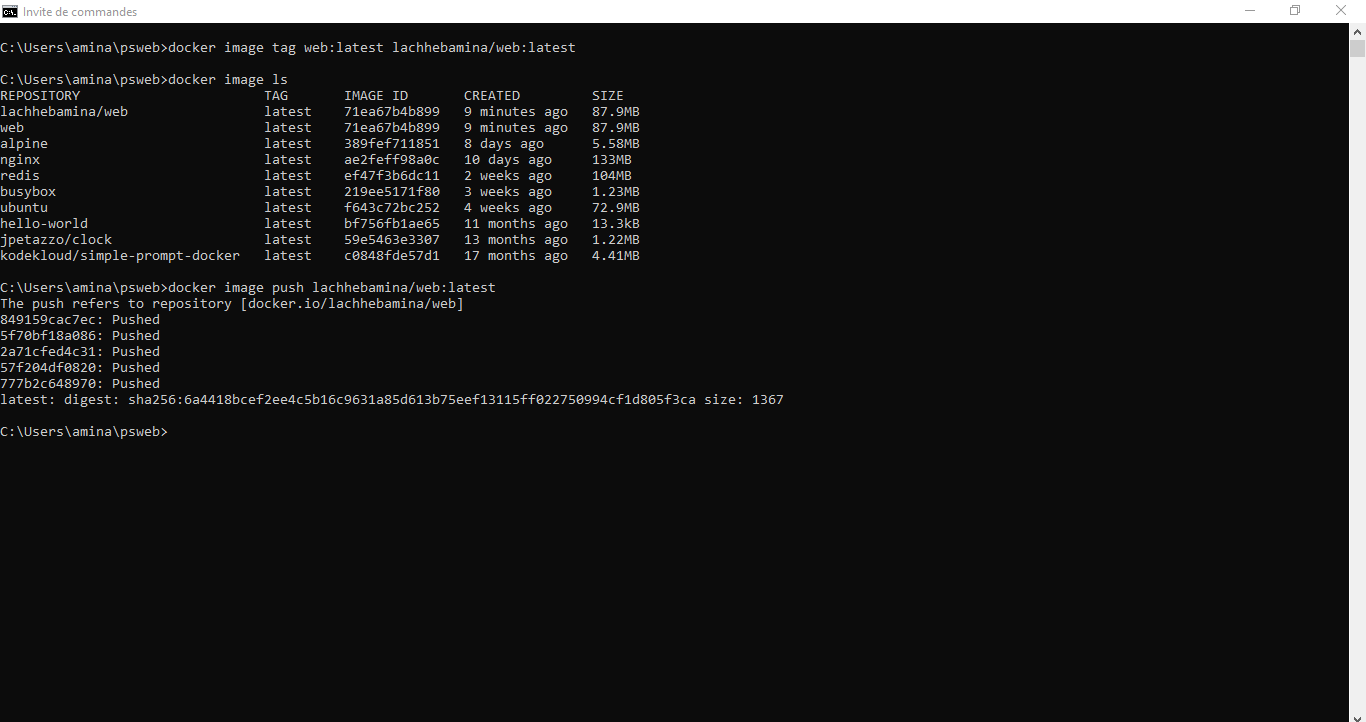 Invite de commandes
C:\Users\amina\psweb>docker image tag web:latest lachhebamina/web:latest
C:\Users\amina\psweb>docker image ls
REPOSITORY TAG IMAGE ID CREATED SIZE
lachhebamina/web latest 71ea67b4b899 9 minutes ago 87.9MB
web latest 71ea67b4b899 9 minutes ago 87.9MB
alpine latest 389fef711851 8 days ago 5.58MB
nginx latest ae2feff98a0c 10 days ago 133MB
redis latest ef47f3b6dc11 2 weeks ago 104MB
busybox latest 219ee5171f80 3 weeks ago 1.23MB
ubuntu latest f643c72bc252 4 weeks ago 72.9MB
hello-world latest bf756fb1ae65 11 months ago 13.3kB
jpetazzo/clock latest 59e5463e3307 13 months ago 1.22MB
kodekloud/simple-prompt-docker latest c0848fde57d1 17 months ago 4.41MB
C:\Users\amina\psweb>docker image push lachhebamina/web:latest
The push refers to repository [docker.io/lachhebamina/web]
849159cac7ec: Pushed
5f70bf18a086: Pushed
2a71cfed4c31: Pushed
57f204df0820: Pushed
777b2c648970: Pushed
latest: digest: sha256:6a4418bcef2ee4c5b16c9631a85d613b75eef13115ff022750994cf1d805f3ca size: 1367
C:\Users\amina\psweb>